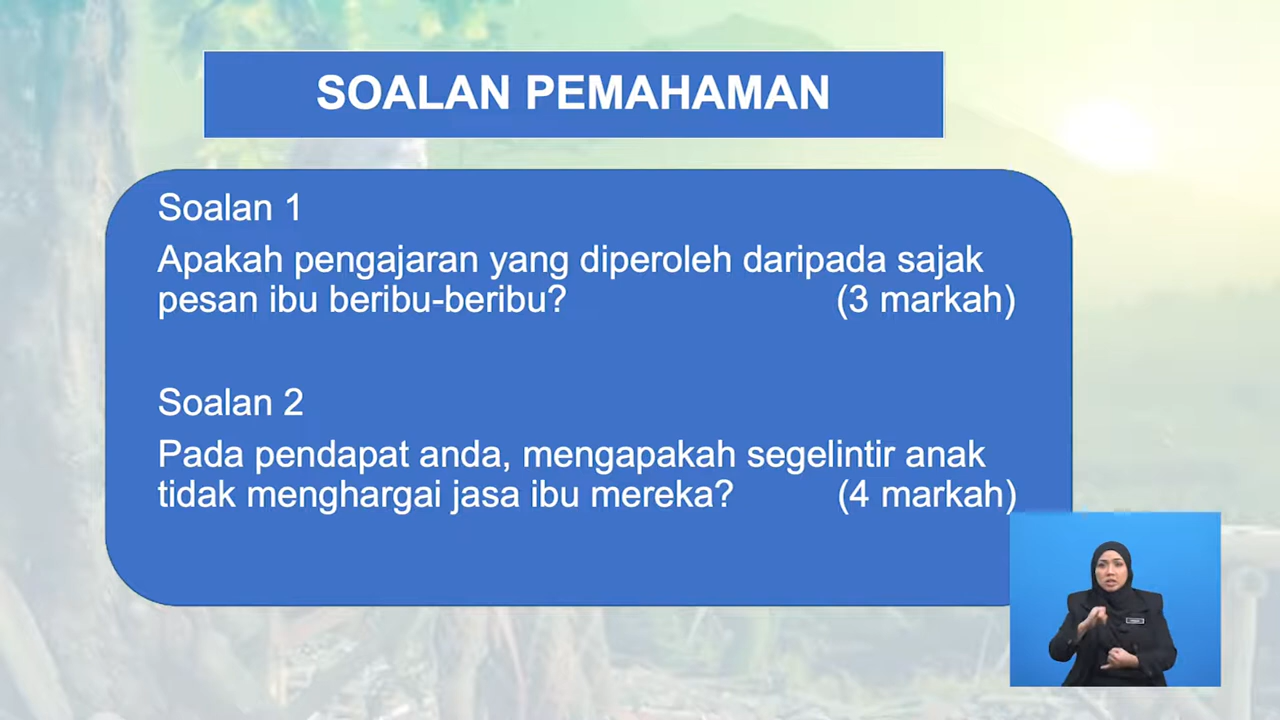 SOALAN PEMAHAMAN
Soalan 1
Apakah pengajaran yang diperoleh daripada sajak
pesan ibu beribu-beribu? (3 markah)
Soalan 2
Pada pendapat anda, mengapakah segelintir anak
tidak menghargai jasa ibu mereka? (4 markah)